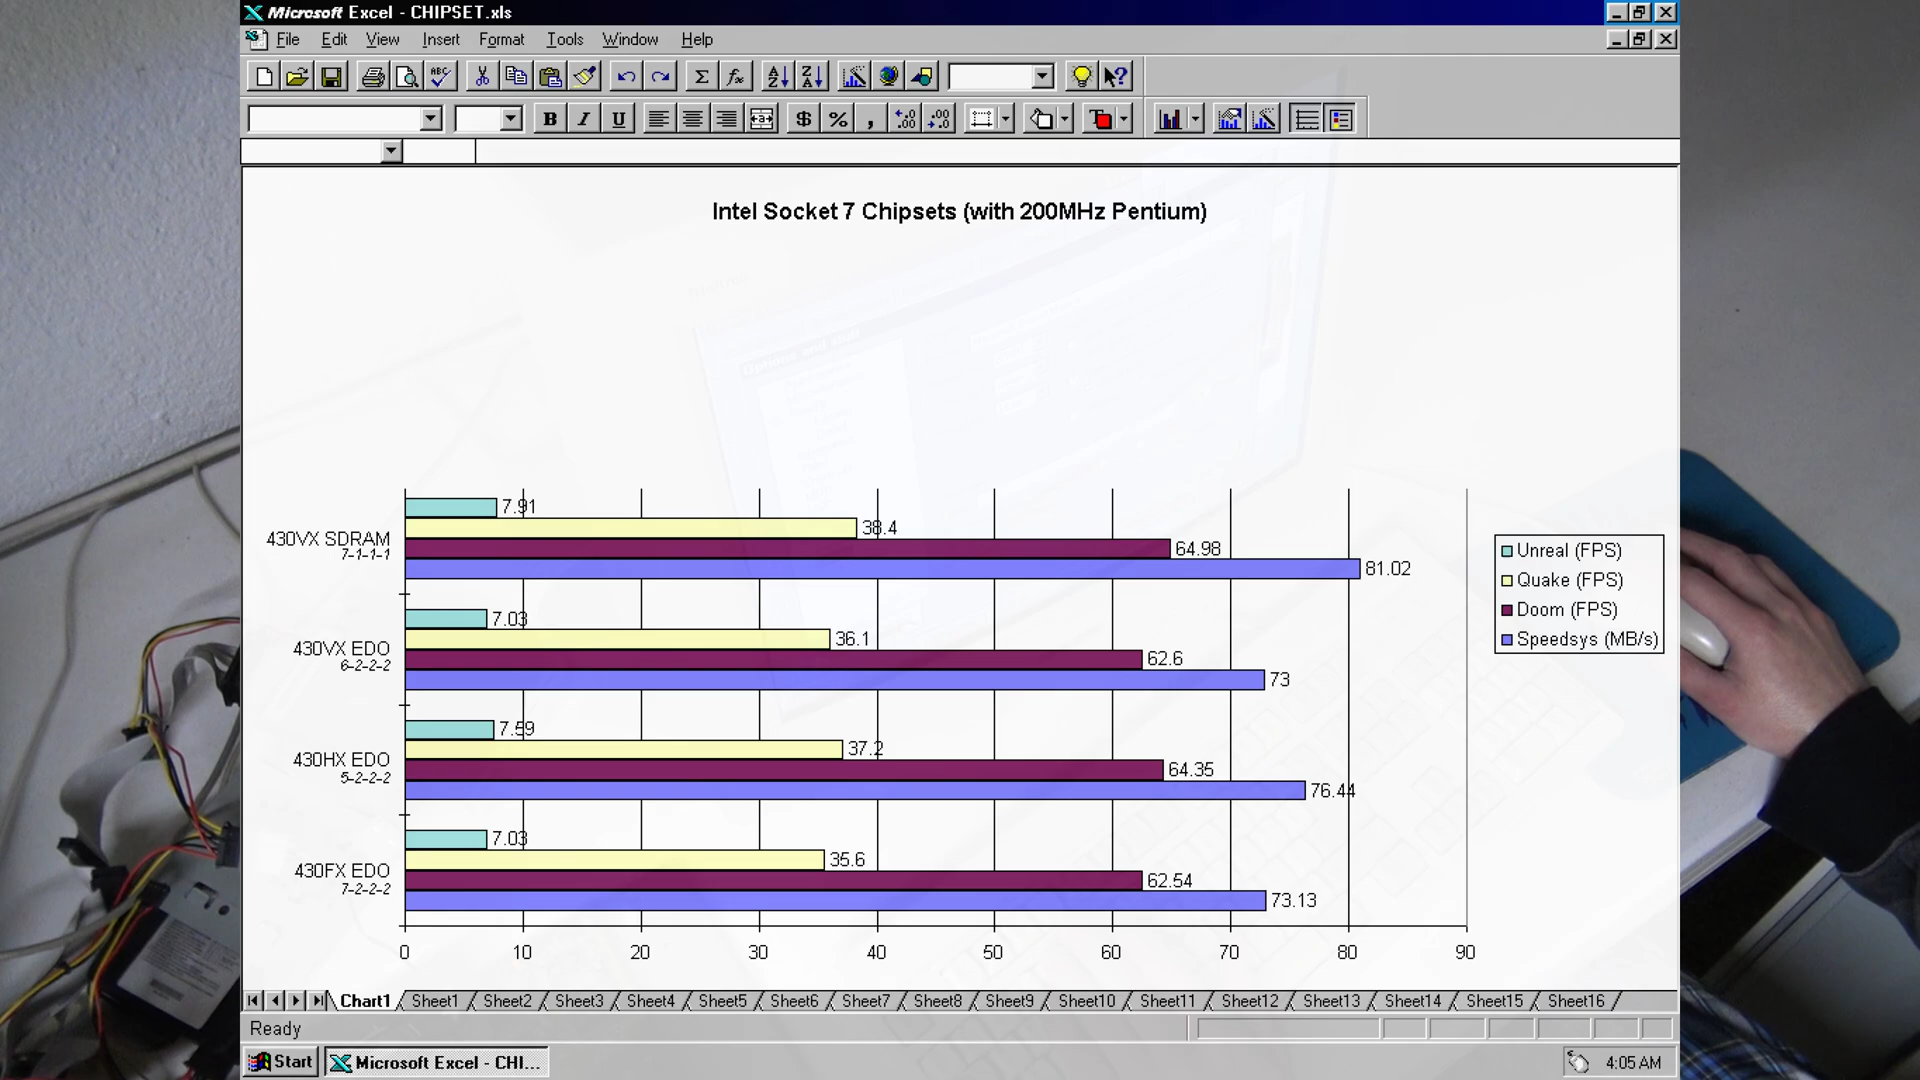 Microsoft Excel - CHIPSET.xls
File Edit View Insert Format Tools Window Help
Intel Socket 7 Chipsets (with 200MHz Pentium)
430VX SDRAM
7-1-1-1
7.91
38.4
64.98
81.02
430VX EDO
6-2-2-2
7.03
36.1
62.6
73
430HX EDO
5-2-2-2
7.59
37.2
64.35
76.44
430FX EDO
7-2-2-2
7.03
35.6
62.54
73.13
0 10 20 30 40 50 60 70 80 90
Unreal (FPS)
Quake (FPS)
Doom (FPS)
Speedsys (MB/s)
Chart1 Sheet1 Sheet2 Sheet3 Sheet4 Sheet5 Sheet6 Sheet7 Sheet8 Sheet9 Sheet10 Sheet11 Sheet12 Sheet13 Sheet14 Sheet15 Sheet16
Ready
Start Microsoft Excel - CHI... 4:05 AM